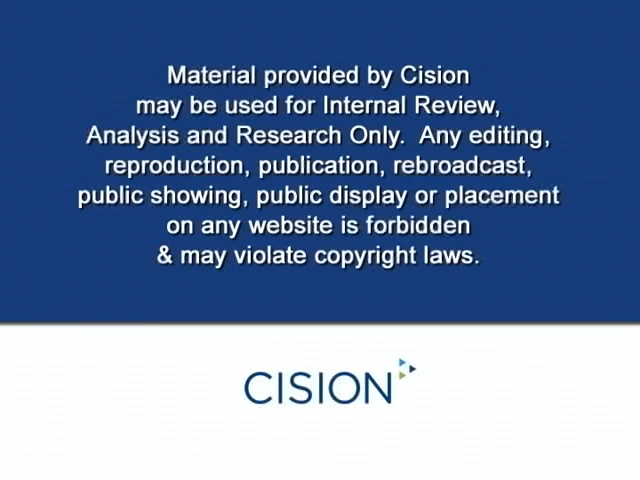 Material provided by Cision
may be used for Internal Review,
Analysis and Research Only.  Any editing,
reproduction, publication, rebroadcast,
public showing, public display or placement
on any website is forbidden
& may violate copyright laws.
CISION